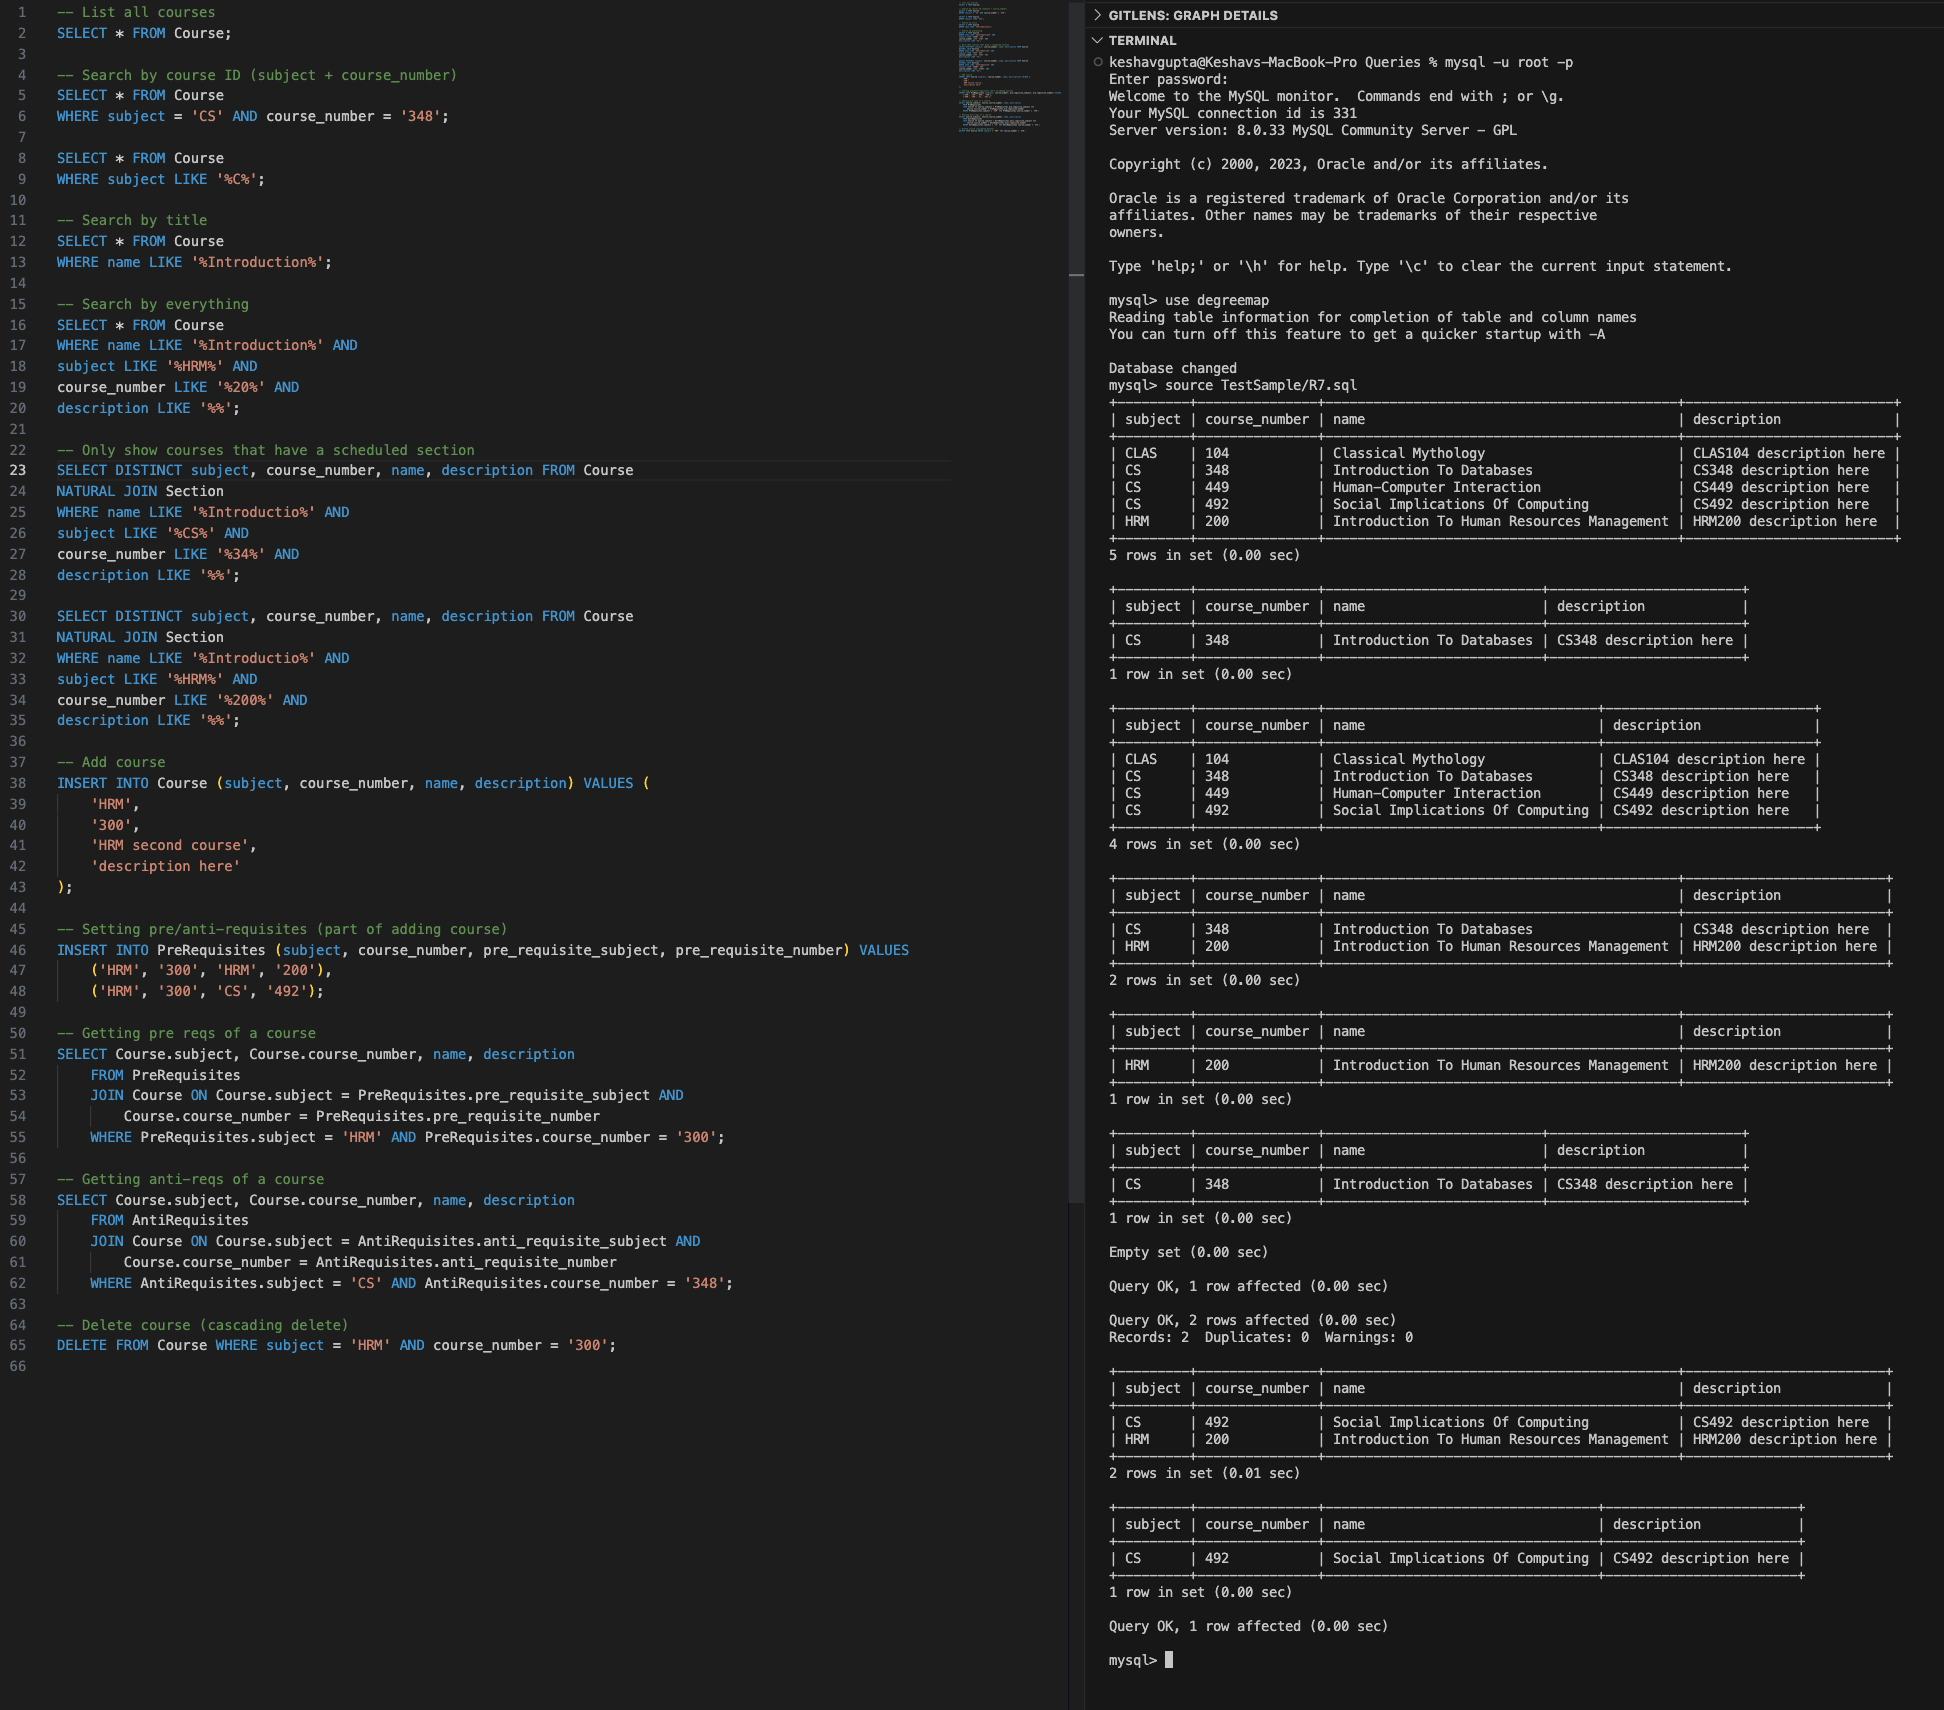 1 -- List all courses
2 SELECT * FROM Course;
3
4 -- Search by course ID (subject + course_number)
5 SELECT * FROM Course
6 WHERE subject = 'CS' AND course_number = '348';
7
8 SELECT * FROM Course
9 WHERE subject LIKE '%C%';
10
11 -- Search by title
12 SELECT * FROM Course
13 WHERE name LIKE '%Introduction%';
14
15 -- Search by everything
16 SELECT * FROM Course
17 WHERE name LIKE '%Introduction%' AND
18 subject LIKE '%HRM%' AND
19 course_number LIKE '%20%' AND
20 description LIKE '%%';
21
22 -- Only show courses that have a scheduled section
23 SELECT DISTINCT subject, course_number, name, description FROM Course
24 NATURAL JOIN Section
25 WHERE name LIKE '%Introductio%' AND
26 subject LIKE '%CS%' AND
27 course_number LIKE '%34%' AND
28 description LIKE '%%';
29
30 SELECT DISTINCT subject, course_number, name, description FROM Course
31 NATURAL JOIN Section
32 WHERE name LIKE '%Introductio%' AND
33 subject LIKE '%HRM%' AND
34 course_number LIKE '%200%' AND
35 description LIKE '%%';
36
37 -- Add course
38 INSERT INTO Course (subject, course_number, name, description) VALUES (
39 'HRM',
40 '300',
41 'HRM second course',
42 'description here'
43 );
44
45 -- Setting pre/anti-requisites (part of adding course)
46 INSERT INTO PreRequisites (subject, course_number, pre_requisite_subject, pre_requisite_number) VALUES
47 ('HRM', '300', 'HRM', '200'),
48 ('HRM', '300', 'CS', '492');
49
50 -- Getting pre reqs of a course
51 SELECT Course.subject, Course.course_number, name, description
52 FROM PreRequisites
53 JOIN Course ON Course.subject = PreRequisites.pre_requisite_subject AND
54 Course.course_number = PreRequisites.pre_requisite_number
55 WHERE PreRequisites.subject = 'HRM' AND PreRequisites.course_number = '300';
56
57 -- Getting anti-reqs of a course
58 SELECT Course.subject, Course.course_number, name, description
59 FROM AntiRequisites
60 JOIN Course ON Course.subject = AntiRequisites.anti_requisite_subject AND
61 Course.course_number = AntiRequisites.anti_requisite_number
62 WHERE AntiRequisites.subject = 'CS' AND AntiRequisites.course_number = '348';
63
64 -- Delete course (cascading delete)
65 DELETE FROM Course WHERE subject = 'HRM' AND course_number = '300';
66
GITLENS: GRAPH DETAILS
TERMINAL
keshavgupta@Keshavs-MacBook-Pro Queries % mysql -u root -p
Enter password:
Welcome to the MySQL monitor.  Commands end with ; or \g.
Your MySQL connection id is 331
Server version: 8.0.33 MySQL Community Server - GPL
Copyright (c) 2000, 2023, Oracle and/or its affiliates.
Oracle is a registered trademark of Oracle Corporation and/or its
affiliates. Other names may be trademarks of their respective
owners.
Type 'help;' or '\h' for help. Type '\c' to clear the current input statement.
mysql> use degreemap
Reading table information for completion of table and column names
You can turn off this feature to get a quicker startup with -A
Database changed
mysql> source TestSample/R7.sql
| subject | course_number | name | description |
| CLAS | 104 | Classical Mythology | CLAS104 description here |
| CS | 348 | Introduction To Databases | CS348 description here |
| CS | 449 | Human-Computer Interaction | CS449 description here |
| CS | 492 | Social Implications Of Computing | CS492 description here |
| HRM | 200 | Introduction To Human Resources Management | HRM200 description here |
5 rows in set (0.00 sec)
| subject | course_number | name | description |
| CS | 348 | Introduction To Databases | CS348 description here |
1 row in set (0.00 sec)
| subject | course_number | name | description |
| CLAS | 104 | Classical Mythology | CLAS104 description here |
| CS | 348 | Introduction To Databases | CS348 description here |
| CS | 449 | Human-Computer Interaction | CS449 description here |
| CS | 492 | Social Implications Of Computing | CS492 description here |
4 rows in set (0.00 sec)
| subject | course_number | name | description |
| CS | 348 | Introduction To Databases | CS348 description here |
| HRM | 200 | Introduction To Human Resources Management | HRM200 description here |
2 rows in set (0.00 sec)
| subject | course_number | name | description |
| HRM | 200 | Introduction To Human Resources Management | HRM200 description here |
1 row in set (0.00 sec)
| subject | course_number | name | description |
| CS | 348 | Introduction To Databases | CS348 description here |
1 row in set (0.00 sec)
Empty set (0.00 sec)
Query OK, 1 row affected (0.00 sec)
Query OK, 2 rows affected (0.00 sec)
Records: 2  Duplicates: 0  Warnings: 0
| subject | course_number | name | description |
| CS | 492 | Social Implications Of Computing | CS492 description here |
| HRM | 200 | Introduction To Human Resources Management | HRM200 description here |
2 rows in set (0.01 sec)
| subject | course_number | name | description |
| CS | 492 | Social Implications Of Computing | CS492 description here |
1 row in set (0.00 sec)
Query OK, 1 row affected (0.00 sec)
mysql>